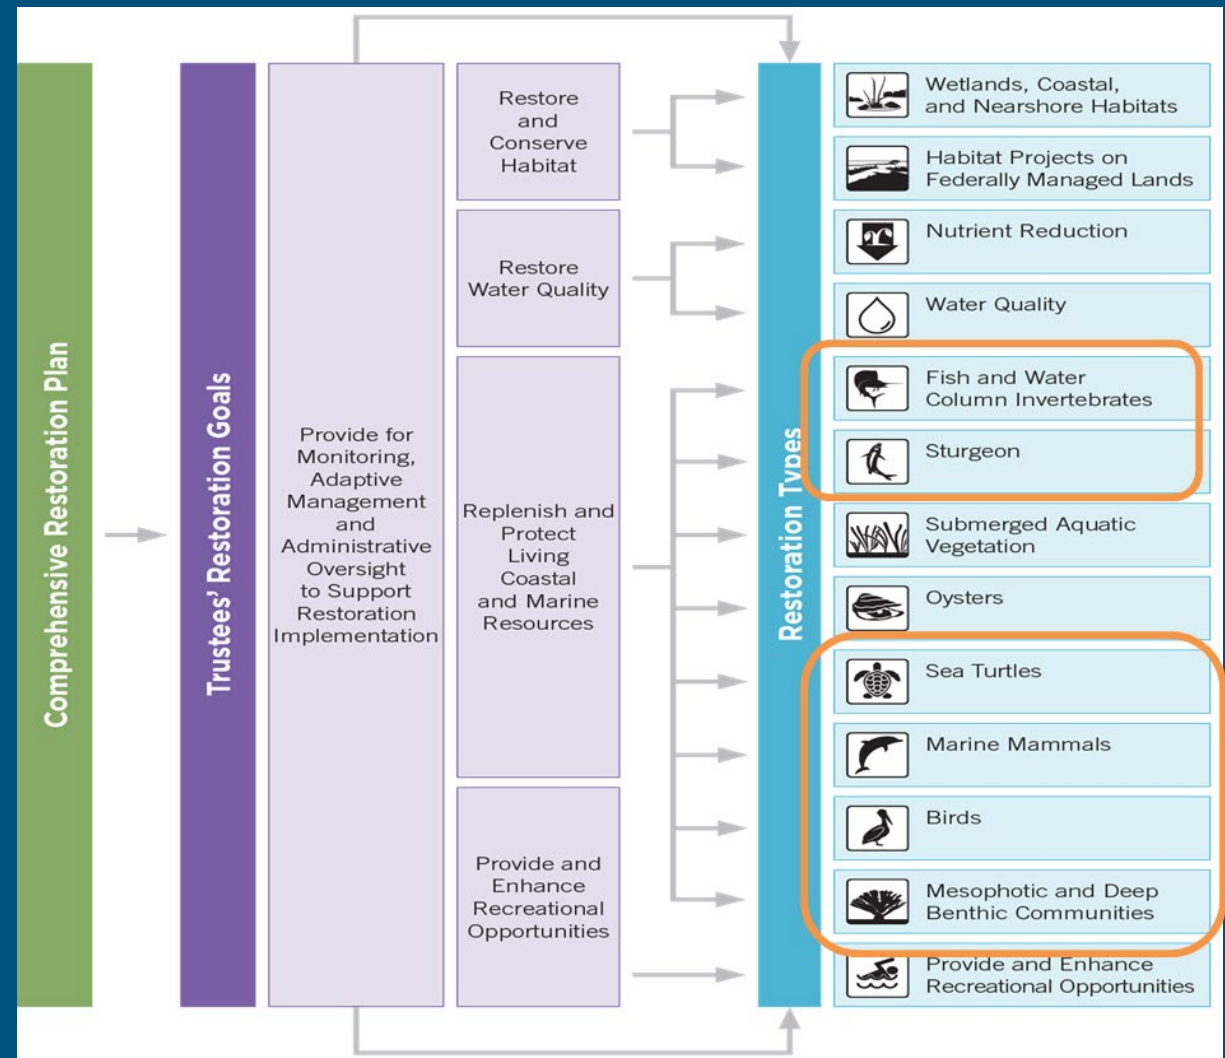 Comprehensive Restoration Plan
Trustees' Restoration Goals
Provide for
Monitoring,
Adaptive
Management
and
Administrative
Oversight
to Support
Restoration
Implementation
Restore
and
Conserve
Habitat
Restore
Water Quality
Replenish and
Protect
Living
Coastal
and Marine
Resources
Provide and
Enhance
Recreational
Opportunities
Restoration Types
Wetlands, Coastal,
and Nearshore Habitats
Habitat Projects on
Federally Managed Lands
Nutrient Reduction
Water Quality
Fish and Water
Column Invertebrates
Sturgeon
Submerged Aquatic
Vegetation
Oysters
Sea Turtles
Marine Mammals
Birds
Mesophotic and Deep
Benthic Communities
Provide and Enhance
Recreational Opportunities